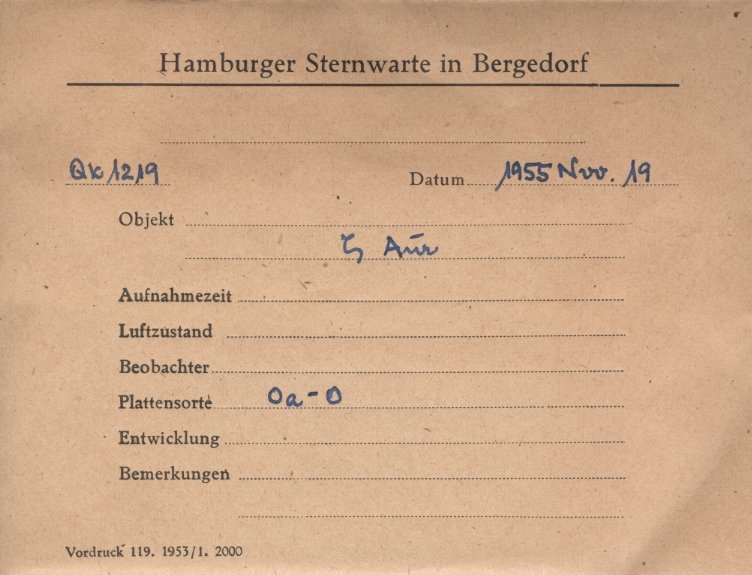 Hamburger Sternwarte in Bergedorf
Qk 1219 Datum 1955 Nov. 19
Objekt
ζ Aur
Aufnahmezeit
Luftzustand
Beobachter
Plattensorte Oa-O
Entwicklung
Bemerkungen
Vordruck 119. 1953/1. 2000